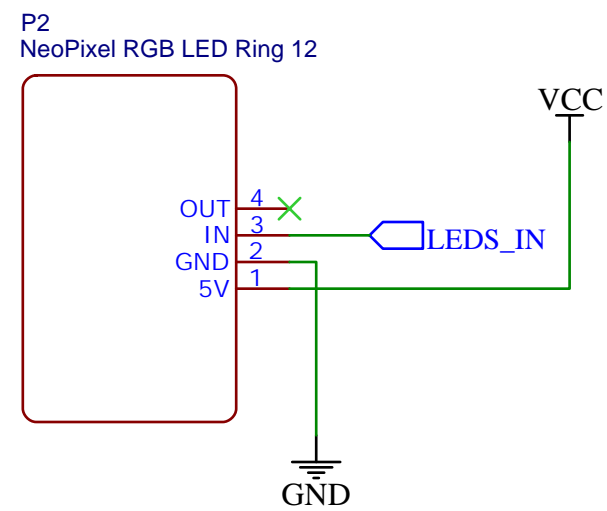 P2
NeoPixel RGB LED Ring 12
VCC
OUT 4
IN 3
LEDS_IN
GND 2
5V 1
GND